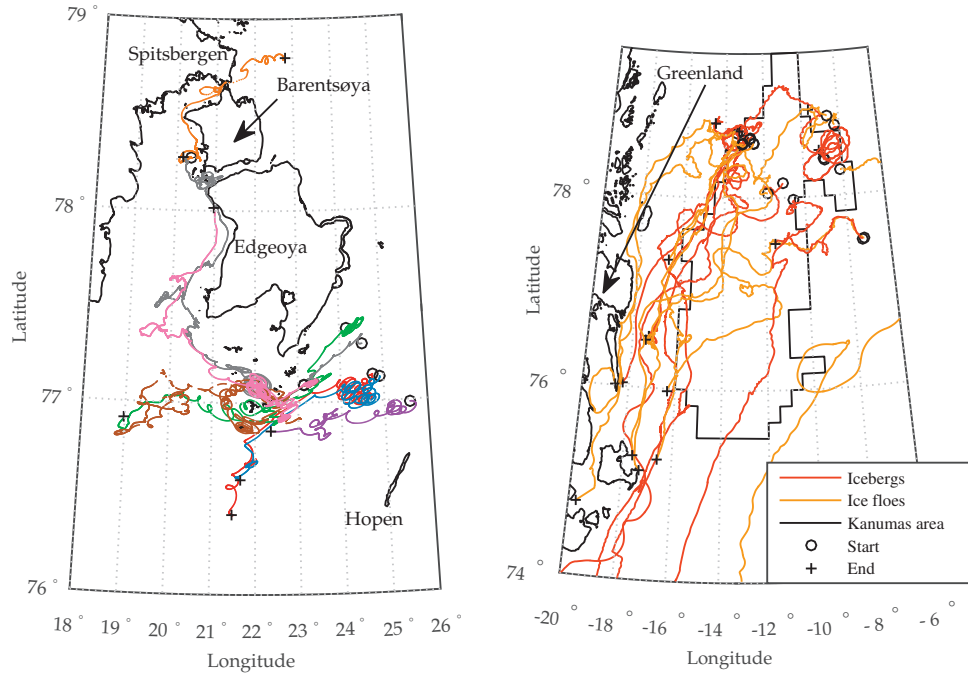 79°
Spitsbergen
Barentsøya
78°
Edgeoya
77°
Hopen
76°
Latitude
18° 19° 20° 21° 22° 23° 24° 25° 26°
Longitude
Greenland
78°
76°
74°
Latitude
Icebergs
Ice floes
Kanumas area
Start
End
-20° -18° -16° -14° -12° -10° -8° -6°
Longitude